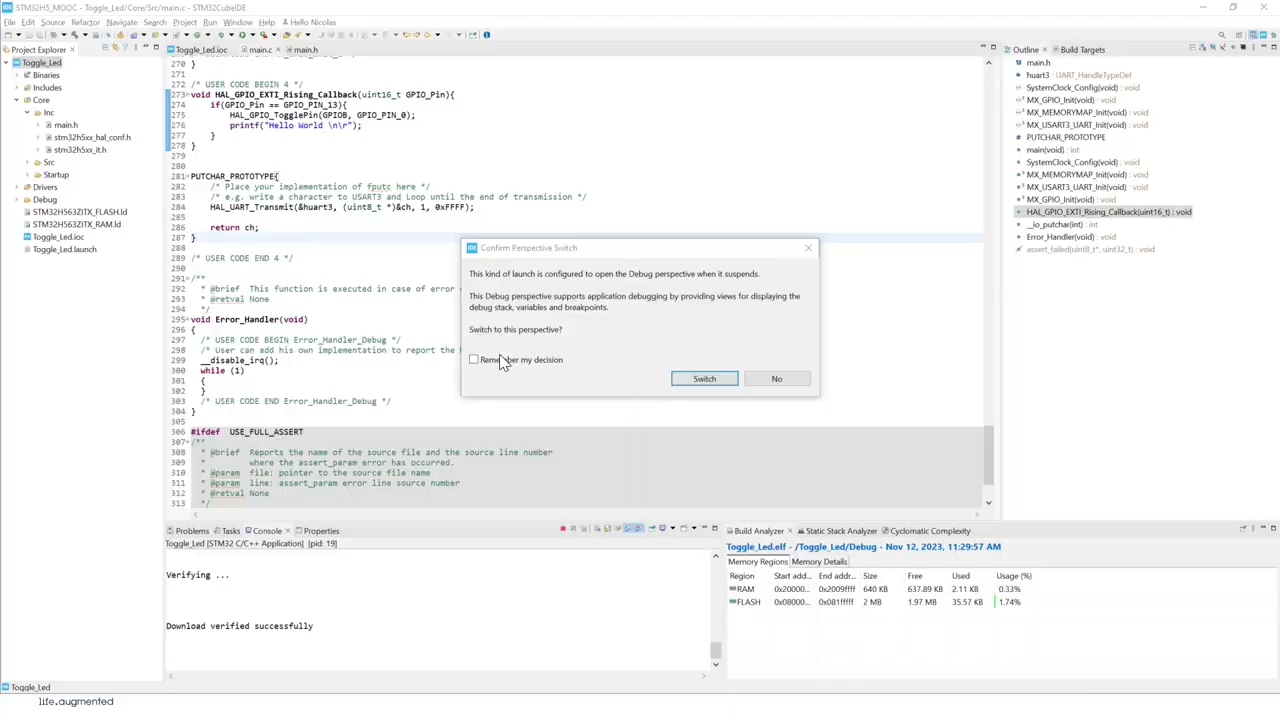 STM32H5_MOOC - Toggle_Led/Core/Src/main.c - STM32CubeIDE
File Edit Source Refactor Navigate Search Project Run Window Help Hello Nicolas
Project Explorer
Toggle_Led
Binaries
Includes
Core
Inc
main.h
stm32h5xx_hal_conf.h
stm32h5xx_it.h
Src
Startup
Drivers
Debug
STM32H563ZITX_FLASH.ld
STM32H563ZITX_RAM.ld
Toggle_Led.ioc
Toggle_Led.launch
Toggle_Led.ioc main.c main.h
270 }
271
272 /* USER CODE BEGIN 4 */
273 void HAL_GPIO_EXTI_Rising_Callback(uint16_t GPIO_Pin){
274 if(GPIO_Pin == GPIO_PIN_13){
275 HAL_GPIO_TogglePin(GPIOB, GPIO_PIN_0);
276 printf("Hello World \n\r");
277 }
278 }
279
280
281 PUTCHAR_PROTOTYPE{
282 /* Place your implementation of fputc here */
283 /* e.g. write a character to USART3 and Loop until the end of transmission */
284 HAL_UART_Transmit(&huart3, (uint8_t *)&ch, 1, 0xFFFF);
285
286 return ch;
287 }
288
289 /* USER CODE END 4 */
290
291 /**
292 * @brief This function is executed in case of error
293 * @retval None
294 */
295 void Error_Handler(void)
296 {
297 /* USER CODE BEGIN Error_Handler_Debug */
298 /* User can add his own implementation to report the
299 __disable_irq();
300 while (1)
301 {
302 }
303 /* USER CODE END Error_Handler_Debug */
304 }
305
306 #ifdef USE_FULL_ASSERT
307 /**
308 * @brief Reports the name of the source file and the source line number
309 * where the assert_param error has occurred.
310 * @param file: pointer to the source file name
311 * @param line: assert_param error line source number
312 * @retval None
313 */
Confirm Perspective Switch
This kind of launch is configured to open the Debug perspective when it suspends.
This Debug perspective supports application debugging by providing views for displaying the
debug stack, variables and breakpoints.
Switch to this perspective?
Remember my decision
Switch No
Outline Build Targets
main.h
huart3 : UART_HandleTypeDef
SystemClock_Config(void) : void
MX_GPIO_Init(void) : void
MX_MEMORYMAP_Init(void) : void
MX_USART3_UART_Init(void) : void
PUTCHAR_PROTOTYPE
main(void) : int
SystemClock_Config(void) : void
MX_MEMORYMAP_Init(void) : void
MX_USART3_UART_Init(void) : void
MX_GPIO_Init(void) : void
HAL_GPIO_EXTI_Rising_Callback(uint16_t) : void
__io_putchar(int) : int
Error_Handler(void) : void
assert_failed(uint8_t*, uint32_t) : void
Problems Tasks Console Properties
Toggle_Led [STM32 C/C++ Application] [pid: 19]
Verifying ...
Download verified successfully
Build Analyzer Static Stack Analyzer Cyclomatic Complexity
Toggle_Led.elf - /Toggle_Led/Debug - Nov 12, 2023, 11:29:57 AM
Memory Regions Memory Details
Region Start add... End addr... Size Free Used Usage (%)
RAM 0x20000... 0x2009ffff 640 KB 637.89 KB 2.11 KB 0.33%
FLASH 0x08000... 0x081fffff 2 MB 1.97 MB 35.57 KB 1.74%
Toggle_Led
life.augmented